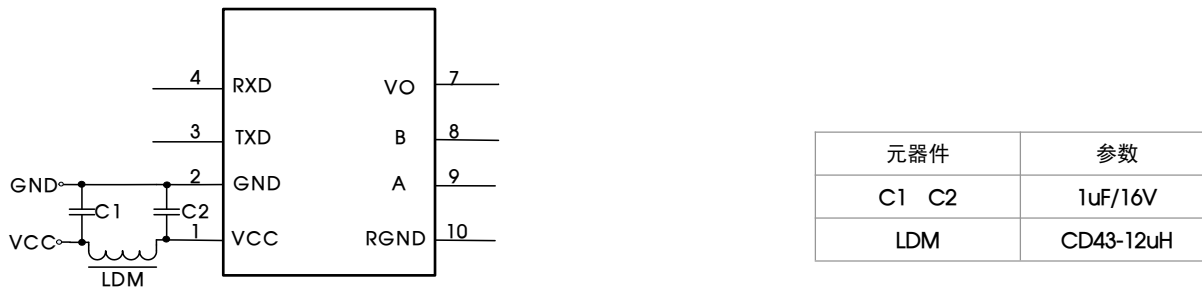 4 RXD VO 7
3 TXD B 8
GND 2 GND A 9
C1 C2
VCC 1 VCC RGND 10
LDM
元器件 参数
C1 C2 1uF/16V
LDM CD43-12uH